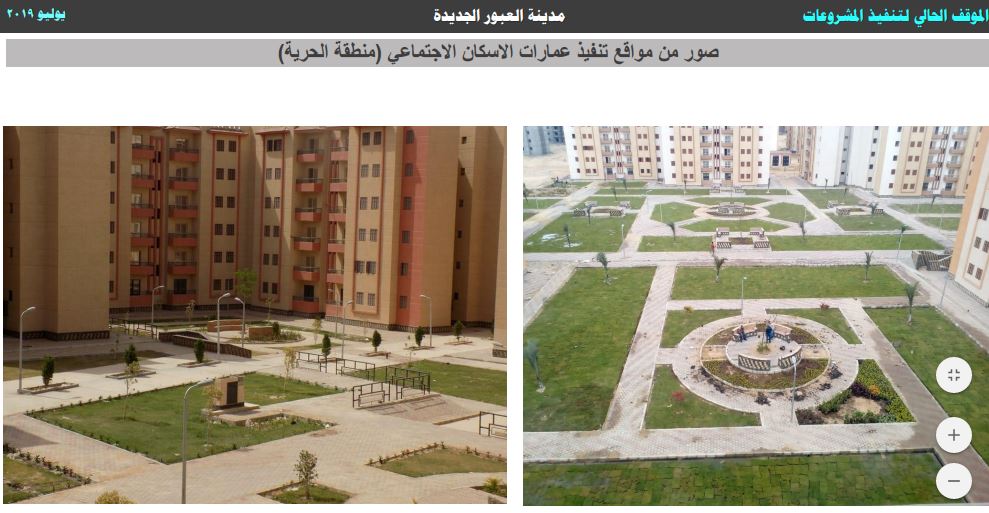 الموقف الحالي لتنفيذ المشروعات
مدينة العبور الجديدة
يوليو ٢٠١٩
صور من مواقع تنفيذ عمارات الاسكان الاجتماعي (منطقة الحرية)